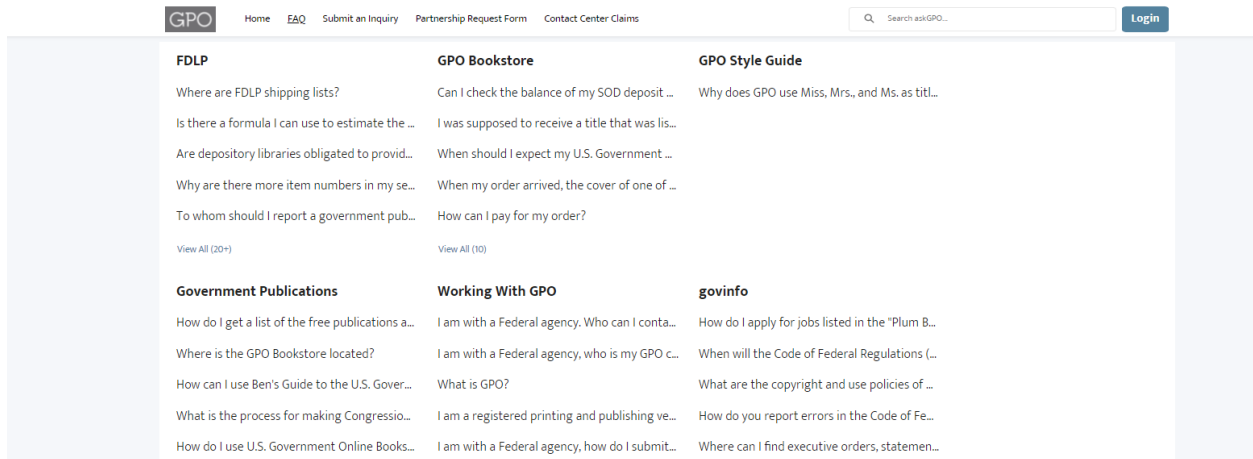 GPO
Home FAQ Submit an Inquiry Partnership Request Form Contact Center Claims
Search askGPO...
Login
FDLP
Where are FDLP shipping lists?
Is there a formula I can use to estimate the ...
Are depository libraries obligated to provid...
Why are there more item numbers in my se...
To whom should I report a government pub...
View All (20+)
GPO Bookstore
Can I check the balance of my SOD deposit ...
I was supposed to receive a title that was lis...
When should I expect my U.S. Government ...
When my order arrived, the cover of one of ...
How can I pay for my order?
View All (10)
GPO Style Guide
Why does GPO use Miss, Mrs., and Ms. as titl...
Government Publications
How do I get a list of the free publications a...
Where is the GPO Bookstore located?
How can I use Ben's Guide to the U.S. Gover...
What is the process for making Congressio...
How do I use U.S. Government Online Books...
Working With GPO
I am with a Federal agency. Who can I conta...
I am with a Federal agency, who is my GPO c...
What is GPO?
I am a registered printing and publishing ve...
I am with a Federal agency, how do I submit...
govinfo
How do I apply for jobs listed in the "Plum B...
When will the Code of Federal Regulations (...
What are the copyright and use policies of ...
How do you report errors in the Code of Fe...
Where can I find executive orders, statemen...